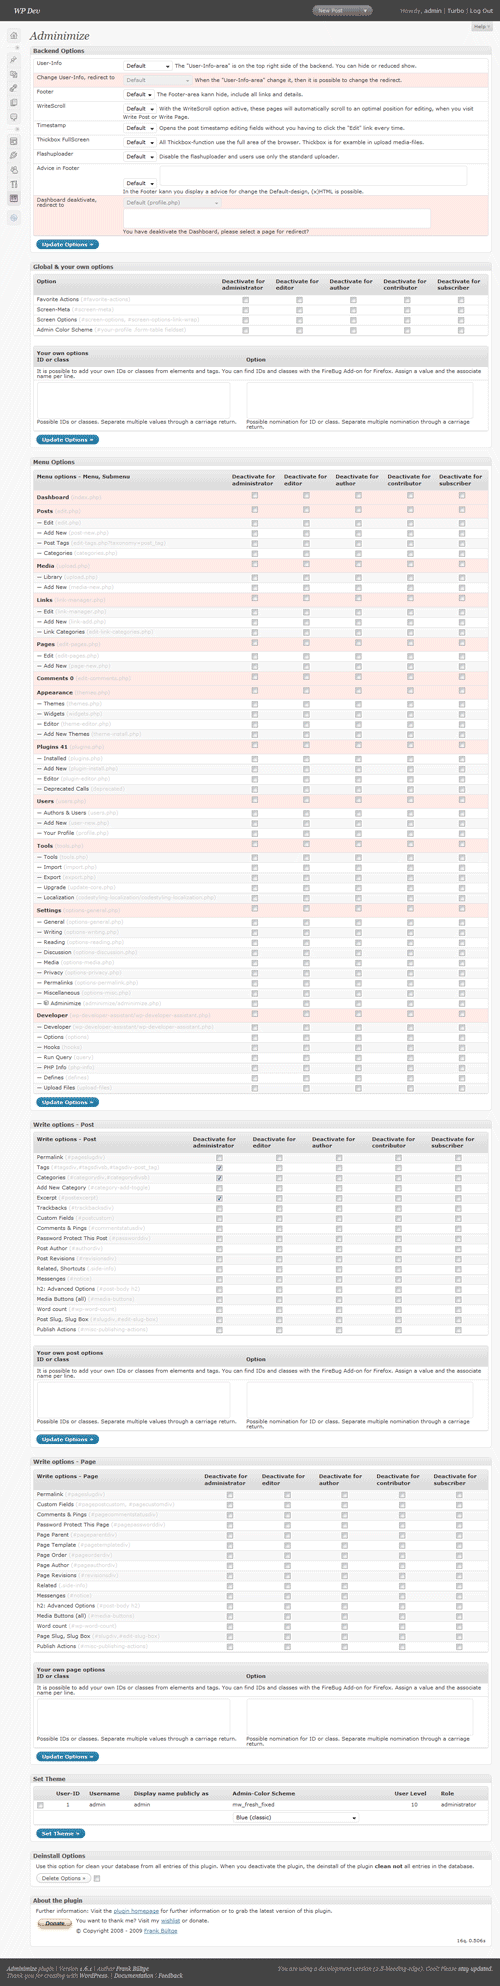 WP Dev
New Post
Howdy, admin | Turbo | Log Out
Help
Adminimize
Backend Options
User-Info Default The "User-Info-area" is on the top right side of the backend. You can hide or reduced show.
Change User-Info, redirect to Default When the "User-Info-area" change it, then it is possible to change the redirect.
Footer Default The Footer-area kann hide, include all links and details.
WriteScroll Default With the WriteScroll option active, these pages will automatically scroll to an optimal position for editing, when you visit
Write Post or Write Page.
Timestamp Default Opens the post timestamp editing fields without you having to click the "Edit" link every time.
Thickbox FullScreen Default All Thickbox-function use the full area of the browser. Thickbox is for example in upload media-files.
Flashuploader Default Disable the flashuploader and users use only the standard uploader.
Advice in Footer Default
In the Footer kann you display a advice for change the Default-design, (x)HTML is possible.
Dashboard deaktivate, redirect to Default (profile.php)
You have deaktivate the Dashboard, please select a page for redirect?
Update Options »
Global & your own options
Option Deactivate for administrator Deactivate for editor Deactivate for author Deactivate for contributor Deactivate for subscriber
Favorite Actions (#favorite-actions)
Screen-Meta (#screen-meta)
Screen Options (#screen-options, #screen-options-link-wrap)
Admin Color Scheme (#your-profile .form-table fieldset)
Your own options
ID or class Option
It is possible to add your own IDs or classes from elements and tags. You can find IDs and classes with the FireBug Add-on for Firefox. Assign a value and the associate
name per line.
Possible IDs or classes. Separate multiple values through a carriage return. Possible nomination for ID or class. Separate multiple nomination through a carriage
return.
Update Options »
Menu Options
Menu options - Menu, Submenu Deactivate for administrator Deactivate for editor Deactivate for author Deactivate for contributor Deactivate for subscriber
Dashboard (index.php)
Posts (edit.php)
— Edit (edit.php)
— Add New (post-new.php)
— Post Tags (edit-tags.php?taxonomy=post_tag)
— Categories (categories.php)
Media (upload.php)
— Library (upload.php)
— Add New (media-new.php)
Links (link-manager.php)
— Edit (link-manager.php)
— Add New (link-add.php)
— Link Categories (edit-link-categories.php)
Pages (edit-pages.php)
— Edit (edit-pages.php)
— Add New (page-new.php)
Comments 0 (edit-comments.php)
Appearance (themes.php)
— Themes (themes.php)
— Widgets (widgets.php)
— Editor (theme-editor.php)
— Add New Themes (theme-install.php)
Plugins 41 (plugins.php)
— Installed (plugins.php)
— Add New (plugin-install.php)
— Editor (plugin-editor.php)
— Deprecated Calls (deprecated)
Users (users.php)
— Authors & Users (users.php)
— Add New (user-new.php)
— Your Profile (profile.php)
Tools (tools.php)
— Tools (tools.php)
— Import (import.php)
— Export (export.php)
— Upgrade (update-core.php)
— Localization
Settings (options-general.php)
— General (options-general.php)
— Writing (options-writing.php)
— Reading (options-reading.php)
— Discussion (options-discussion.php)
— Media (options-media.php)
— Privacy (options-privacy.php)
— Permalinks (options-permalink.php)
— Miscellaneous (options-misc.php)
— Adminimize (adminimize/adminimize.php)
Developer (wp-developer-assistant/wp-developer-assistant.php)
— Developer (wp-developer-assistant/wp-developer-assistant.php)
— Options (options)
— Hooks (hooks)
— Run Query (query)
— PHP Info (php-info)
— Defines (defines)
— Upload Files (upload-files)
Update Options »
Write options - Post
Write options - Post Deactivate for administrator Deactivate for editor Deactivate for author Deactivate for contributor Deactivate for subscriber
Permalink (#pageslugdiv)
Tags
Categories
Add New Category (#category-add-toggle)
Excerpt (#postexcerpt)
Trackbacks (#trackbacksdiv)
Custom Fields (#postcustom)
Comments & Pings (#commentstatusdiv)
Password Protect This Post (#passworddiv)
Post Author (#authordiv)
Post Revisions (#revisionsdiv)
Related, Shortcuts (.side-info)
Messenges (#notice)
h2: Advanced Options (#post-body h2)
Media Buttons (all) (#media-buttons)
Word count (#wp-word-count)
Post Slug, Slug Box (#slugdiv,#edit-slug-box)
Publish Actions (#misc-publishing-actions)
Your own post options
ID or class Option
It is possible to add your own IDs or classes from elements and tags. You can find IDs and classes with the FireBug Add-on for Firefox. Assign a value and the associate
name per line.
Possible IDs or classes. Separate multiple values through a carriage return. Possible nomination for ID or class. Separate multiple nomination through a carriage
return.
Update Options »
Write options - Page
Write options - Page Deactivate for administrator Deactivate for editor Deactivate for author Deactivate for contributor Deactivate for subscriber
Permalink (#pageslugdiv)
Custom Fields (#pagepostcustom, #pagecustomdiv)
Comments & Pings (#pagecommentstatusdiv)
Password Protect This Page (#pagepassworddiv)
Page Parent (#pageparentdiv)
Page Template (#pagetemplatediv)
Page Order (#pageorderdiv)
Page Author (#pageauthordiv)
Page Revisions (#revisionsdiv)
Related (.side-info)
Messenges (#notice)
h2: Advanced Options (#post-body h2)
Media Buttons (all) (#media-buttons)
Word count (#wp-word-count)
Page Slug, Slug Box (#slugdiv,#edit-slug-box)
Publish Actions (#misc-publishing-actions)
Your own page options
ID or class Option
It is possible to add your own IDs or classes from elements and tags. You can find IDs and classes with the FireBug Add-on for Firefox. Assign a value and the associate
name per line.
Possible IDs or classes. Separate multiple values through a carriage return. Possible nomination for ID or class. Separate multiple nomination through a carriage
return.
Update Options »
Set Theme
User-ID Username Display name publicly as Admin-Color Scheme User Level Role
1 admin admin mw_fresh_fixed 10 administrator
Blue (classic)
Set Theme »
Deinstall Options
Use this option for clean your database from all entries of this plugin. When you deactivate the plugin, the deinstall of the plugin clean not all entries in the database.
Delete Options »
About the plugin
Further information: Visit the plugin homepage for further information or to grab the latest version of this plugin.
Donate You want to thank me? Visit my wishlist or donate.
© Copyright 2008 - 2009 Frank Bültge
16q, 0.506s
Adminimize plugin | Version 1.6.1 | Author Frank Bültge
Thank you for creating with WordPress. | Documentation | Feedback
You are using a development version (2.8-bleeding-edge). Cool! Please stay updated.